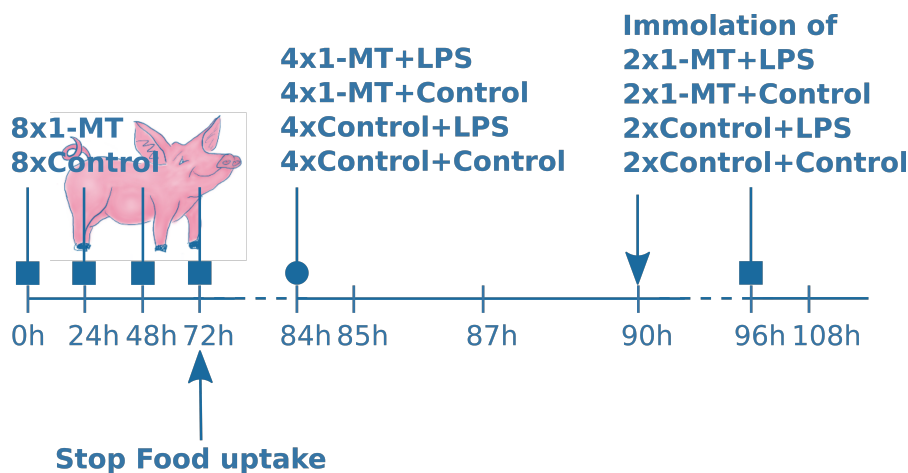 Immolation of
2x1-MT+LPS
2x1-MT+Control
2xControl+LPS
2xControl+Control
4x1-MT+LPS
4x1-MT+Control
4xControl+LPS
4xControl+Control
8x1-MT
8xControl
0h 24h 48h 72h 84h 85h 87h 90h 96h 108h
Stop Food uptake